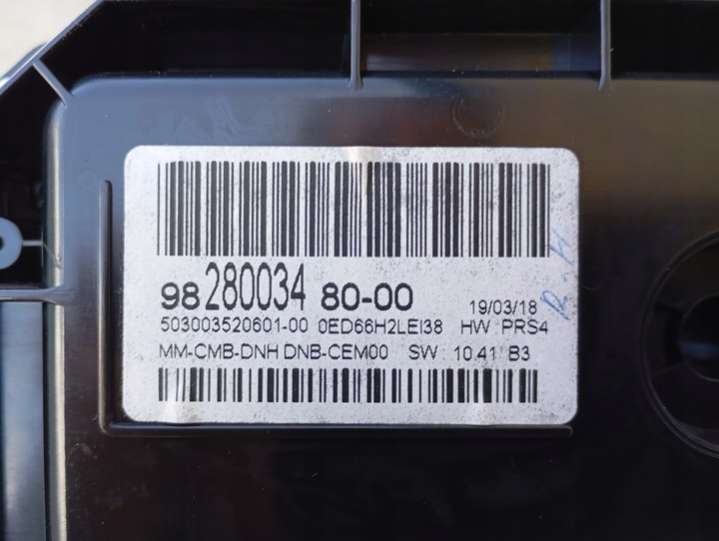 98 280034 80-00
19/03/18
503003520601-00 0ED66H2LEI38 HW PRS4
MM-CMB-DNH DNB-CEM00 SW 10.41 B3